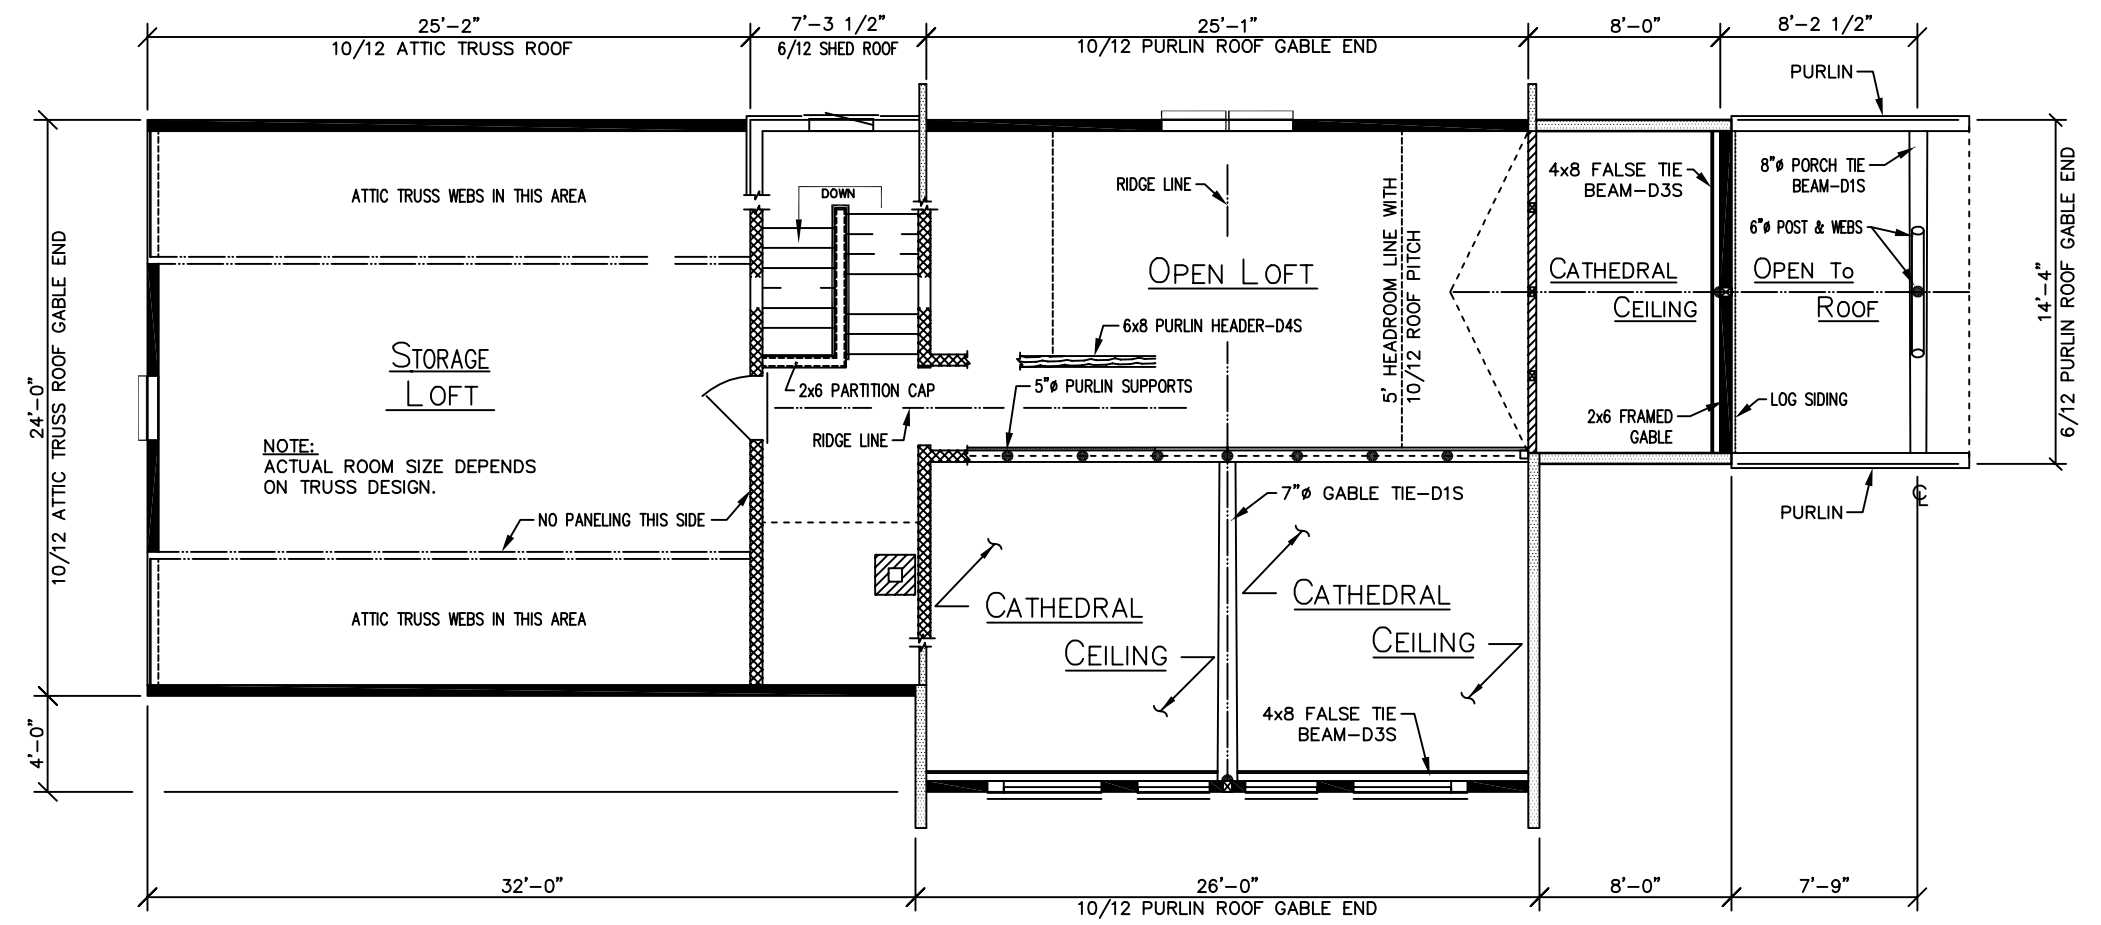 25'-2"
10/12 ATTIC TRUSS ROOF
7'-3 1/2"
6/12 SHED ROOF
25'-1"
10/12 PURLIN ROOF GABLE END
8'-0"
8'-2 1/2"
PURLIN
24'-0"
10/12 ATTIC TRUSS ROOF GABLE END
4'-0"
ATTIC TRUSS WEBS IN THIS AREA
STORAGE
LOFT
NOTE:
ACTUAL ROOM SIZE DEPENDS
ON TRUSS DESIGN.
NO PANELING THIS SIDE
ATTIC TRUSS WEBS IN THIS AREA
DOWN
2x6 PARTITION CAP
RIDGE LINE
RIDGE LINE
OPEN LOFT
6x8 PURLIN HEADER-D4S
5"ø PURLIN SUPPORTS
5' HEADROOM LINE WITH
10/12 ROOF PITCH
7"ø GABLE TIE-D1S
CATHEDRAL
CEILING
CATHEDRAL
CEILING
4x8 FALSE TIE
BEAM-D3S
4x8 FALSE TIE
BEAM-D3S
CATHEDRAL
CEILING
2x6 FRAMED
GABLE
8"ø PORCH TIE
BEAM-D1S
6"ø POST & WEBS
OPEN To
ROOF
LOG SIDING
PURLIN
CL
14'-4"
6/12 PURLIN ROOF GABLE END
32'-0"
26'-0"
10/12 PURLIN ROOF GABLE END
8'-0"
7'-9"